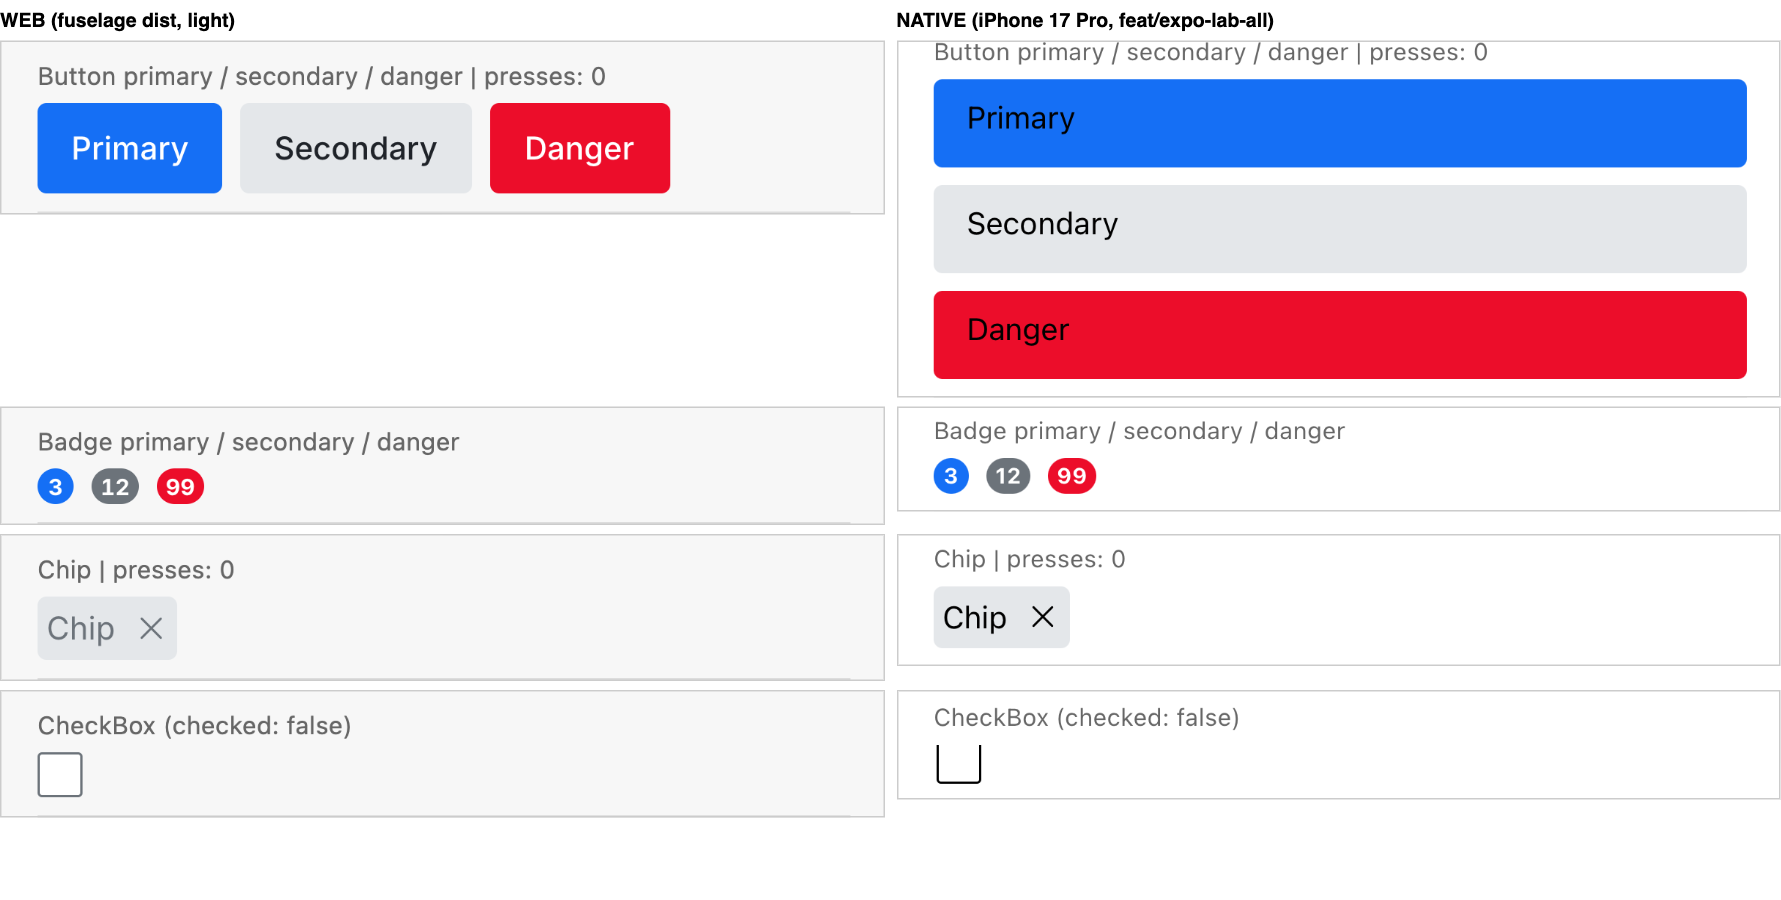 WEB (fuselage dist, light)
Button primary / secondary / danger | presses: 0
Primary
Secondary
Danger
Badge primary / secondary / danger
3
12
99
Chip | presses: 0
Chip
CheckBox (checked: false)
NATIVE (iPhone 17 Pro, feat/expo-lab-all)
Button primary / secondary / danger | presses: 0
Primary
Secondary
Danger
Badge primary / secondary / danger
3
12
99
Chip | presses: 0
Chip
CheckBox (checked: false)